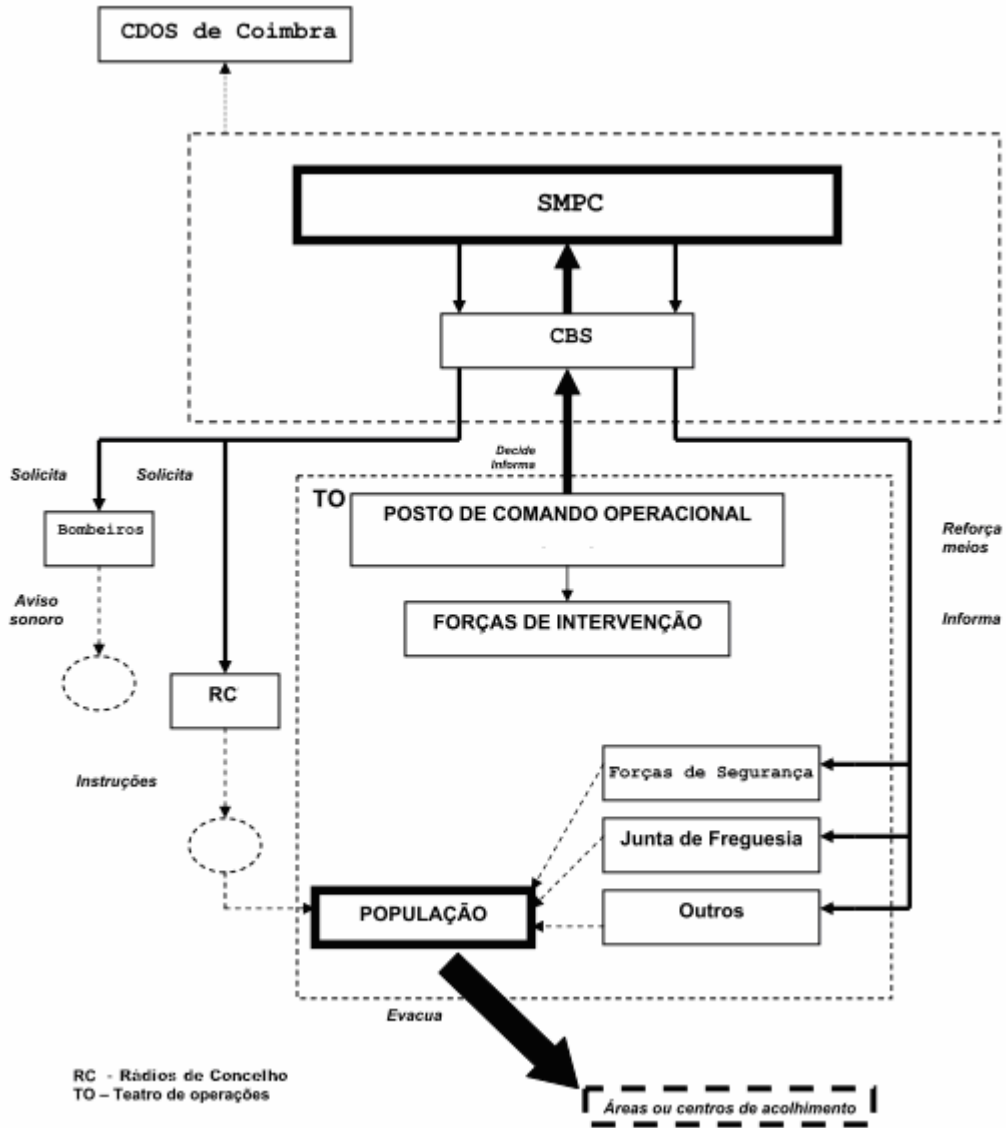 CDOS de Coimbra
SMPC
CBS
Decide
Informa
Solicita
Solicita
TO
POSTO DE COMANDO OPERACIONAL
Bombeiros
Reforça
meios
Aviso
sonoro
FORÇAS DE INTERVENÇÃO
Informa
RC
Instruções
Forças de Segurança
Junta de Freguesia
POPULAÇÃO
Outros
Evacua
RC - Rádios de Concelho
TO – Teatro de operações
Áreas ou centros de acolhimento